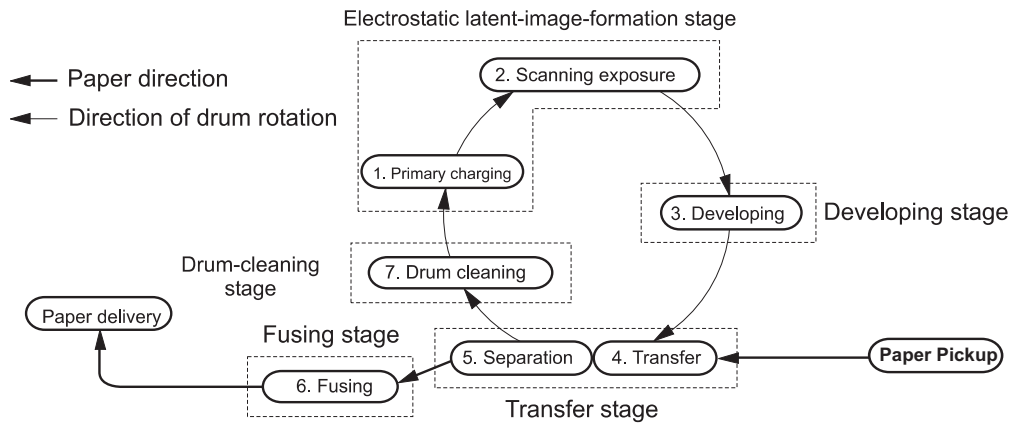 Electrostatic latent-image-formation stage
Paper direction
Direction of drum rotation
2. Scanning exposure
1. Primary charging
3. Developing
Developing stage
Drum-cleaning
stage
7. Drum cleaning
Paper delivery
Fusing stage
5. Separation
4. Transfer
Paper Pickup
6. Fusing
Transfer stage